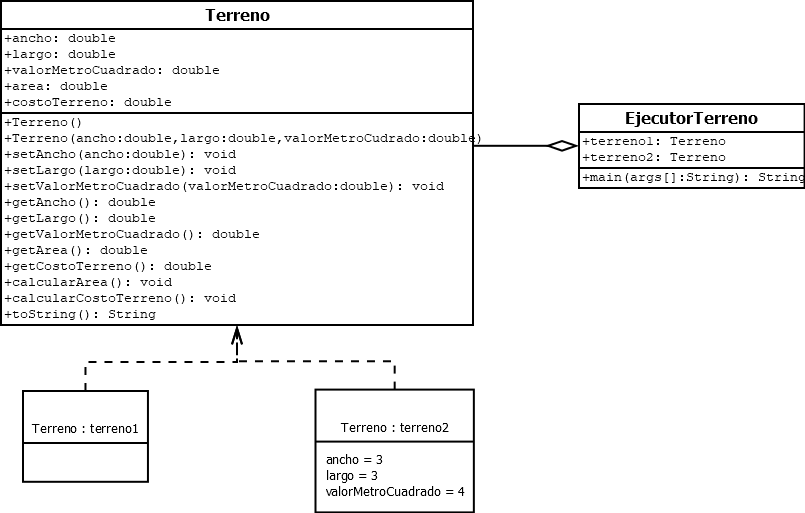 Terreno
+ancho: double
+largo: double
+valorMetroCuadrado: double
+area: double
+costoTerreno: double
+Terreno()
+Terreno(ancho:double,largo:double,valorMetroCudrado:double)
+setAncho(ancho:double): void
+setLargo(largo:double): void
+setValorMetroCuadrado(valorMetroCuadrado:double): void
+getAncho(): double
+getLargo(): double
+getValorMetroCuadrado(): double
+getArea(): double
+getCostoTerreno(): double
+calcularArea(): void
+calcularCostoTerreno(): void
+toString(): String
EjecutorTerreno
+terreno1: Terreno
+terreno2: Terreno
+main(args[]:String): String
Terreno : terreno1
Terreno : terreno2
ancho = 3
largo = 3
valorMetroCuadrado = 4